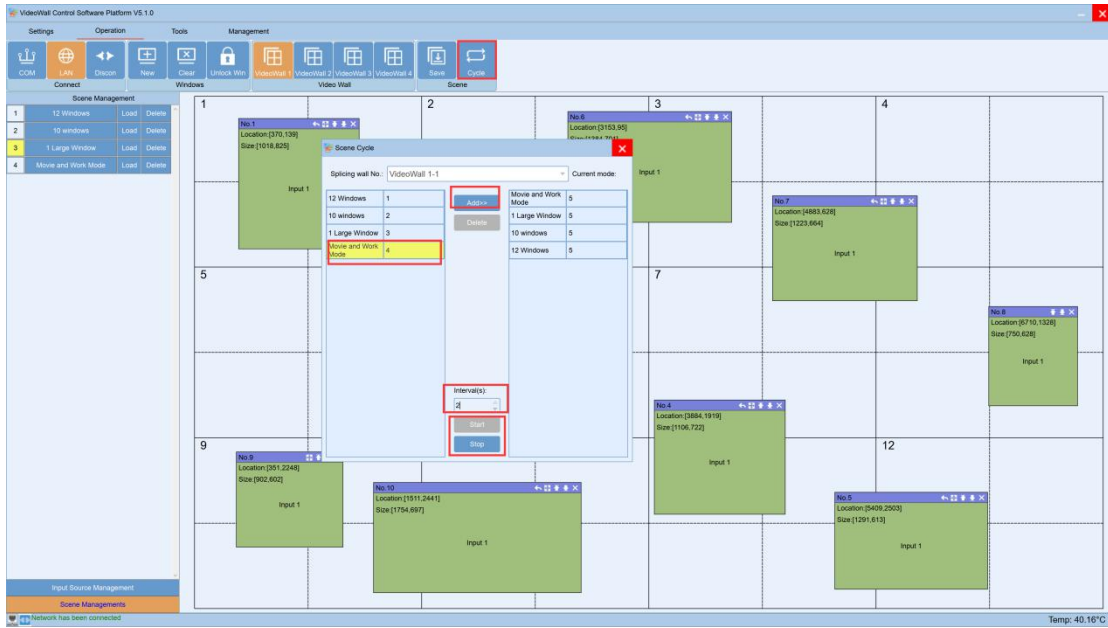 VideoWall Control Software Platform V5.1.0
Settings Operation Tools Management
COM LAN Discon New Clear Unlock Win VideoWall 1 VideoWall 2 VideoWall 3 VideoWall 4 Save Cycle
Connect Windows Video Wall Scene
Scene Management
1 12 Windows Load Delete
2 10 windows Load Delete
3 1 Large Window Load Delete
4 Movie and Work Mode Load Delete
Input Source Management
Scene Managements
Network has been connected
Temp: 40.16°C
1
2
3
4
5
7
9
12
No.1
Location:[370,139]
Size:[1018,825]
Input 1
No.6
Location:[3153,95]
Input 1
No.7
Location:[4883,628]
Size:[1223,664]
Input 1
No.8
Location:[6710,1328]
Size:[750,628]
Input 1
No.4
Location:[3884,1919]
Size:[1106,722]
Input 1
No.9
Location:[351,2248]
Size:[902,602]
Input 1
No.10
Location:[1511,2441]
Size:[1754,697]
Input 1
No.5
Location:[5409,2503]
Size:[1291,613]
Input 1
Scene Cycle
Splicing wall No.: VideoWall 1-1 Current mode:
12 Windows 1
10 windows 2
1 Large Window 3
Movie and Work
Mode 4
Add>>
Delete
Movie and Work
Mode 5
1 Large Window 5
10 windows 5
12 Windows 5
Interval(s):
2
Start
Stop